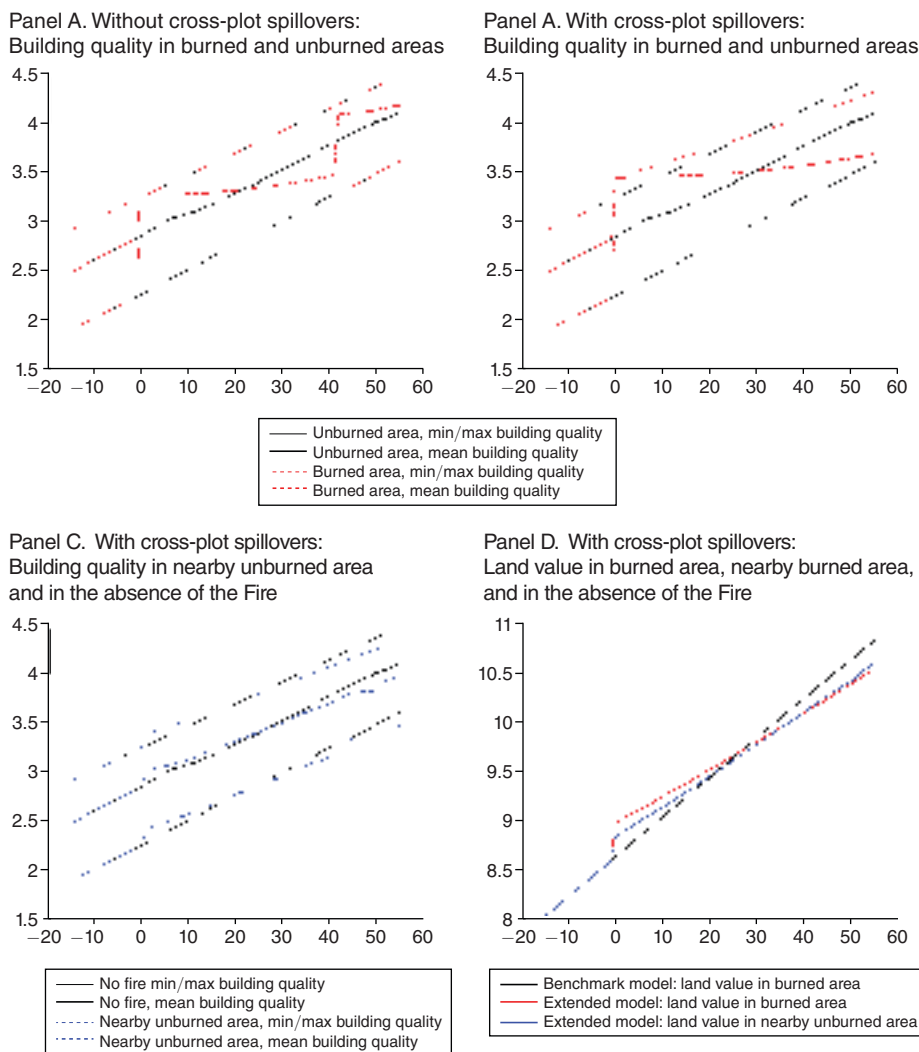 Panel A. Without cross-plot spillovers:
Building quality in burned and unburned areas
4.5
4
3.5
3
2.5
2
1.5
−20 −10 0 10 20 30 40 50 60
Panel A. With cross-plot spillovers:
Building quality in burned and unburned areas
4.5
4
3.5
3
2.5
2
1.5
−20 −10 0 10 20 30 40 50 60
Unburned area, min/max building quality
Unburned area, mean building quality
Burned area, min/max building quality
Burned area, mean building quality
Panel C. With cross-plot spillovers:
Building quality in nearby unburned area
and in the absence of the Fire
4.5
4
3.5
3
2.5
2
1.5
−20 −10 0 10 20 30 40 50 60
No fire min/max building quality
No fire, mean building quality
Nearby unburned area, min/max building quality
Nearby unburned area, mean building quality
Panel D. With cross-plot spillovers:
Land value in burned area, nearby burned area,
and in the absence of the Fire
11
10.5
10
9.5
9
8.5
8
−20 −10 0 10 20 30 40 50 60
Benchmark model: land value in burned area
Extended model: land value in burned area
Extended model: land value in nearby unburned area